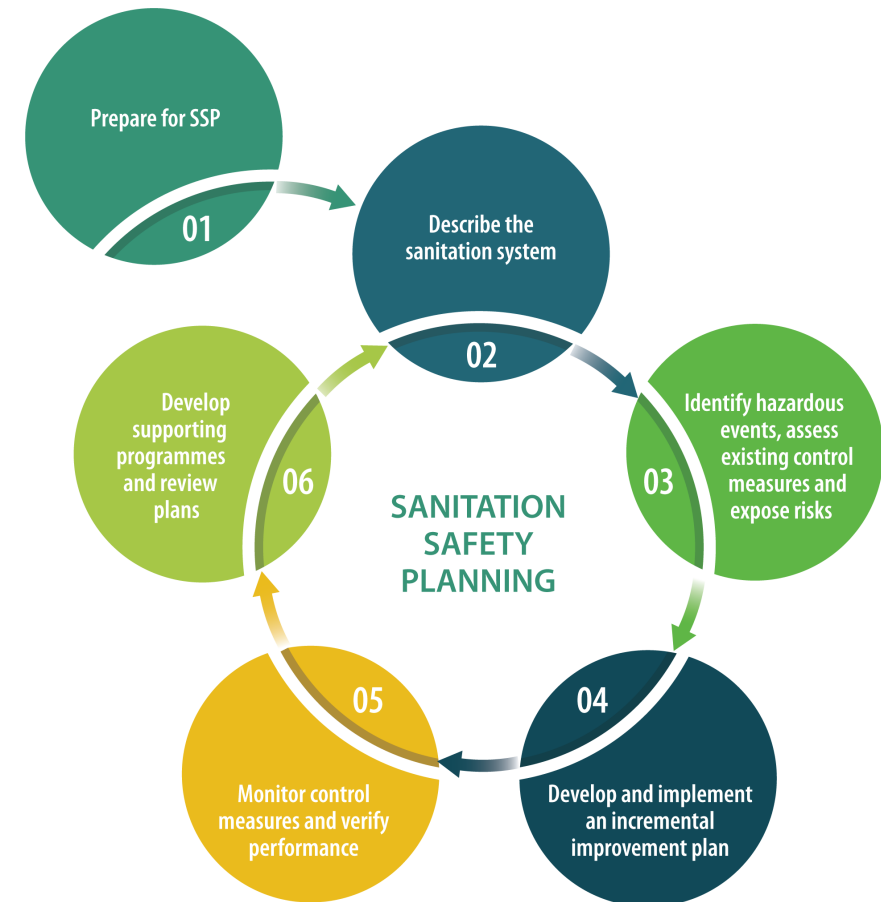 Prepare for SSP
01
Describe the
sanitation system
02
Identify hazardous
events, assess
existing control
measures and
expose risks
03
Develop and implement
an incremental
improvement plan
04
Monitor control
measures and verify
performance
05
Develop
supporting
programmes
and review
plans
06
SANITATION
SAFETY
PLANNING